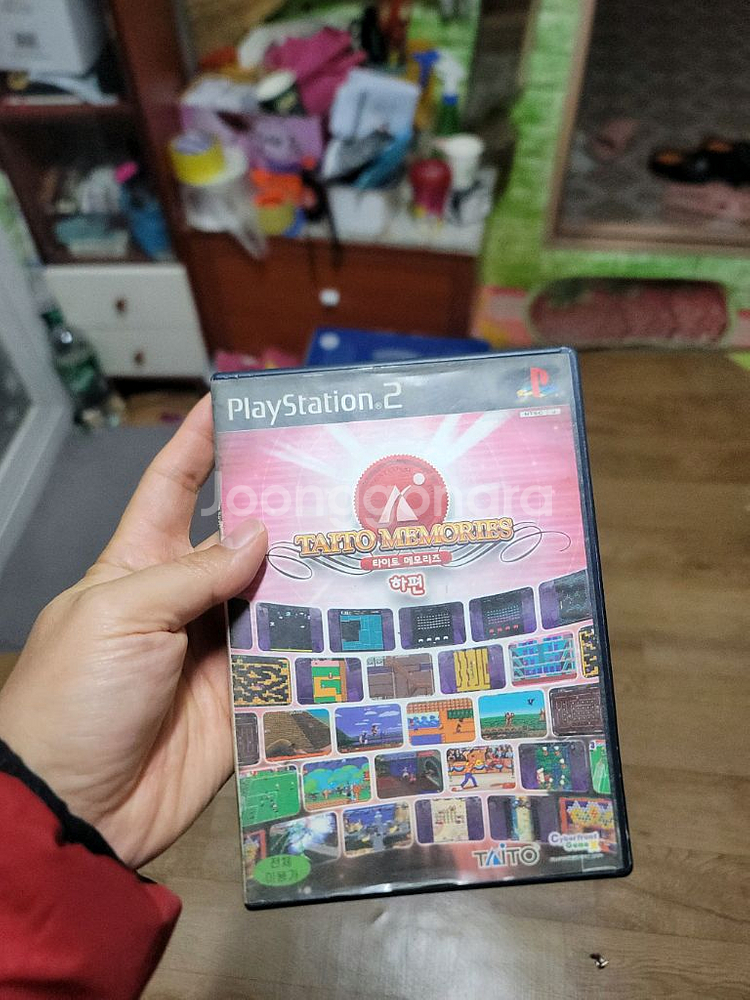 PlayStation®2
NTSC J
Joonggonara
TAITO MEMORIES
타이토 메모리즈
하편
TAITO
Cyberfront
전체
이용가